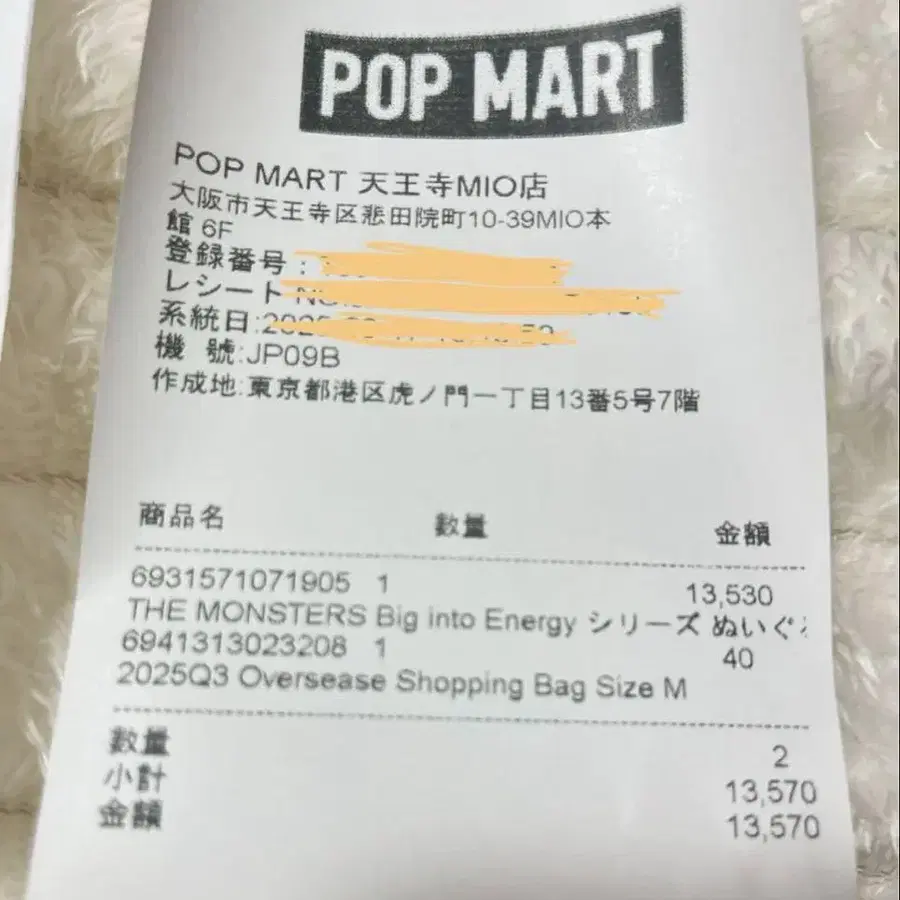 POP MART
POP MART 天王寺MIO店
大阪市天王寺区悲田院町10-39MIO本
館 6F
登録番号:
レシート
系統日:
機 號:JP09B
作成地:東京都港区虎ノ門一丁目13番5号7階
商品名 数量 金額
6931571071905 1 13,530
THE MONSTERS Big into Energy シリーズ ぬいぐ
6941313023208 1 40
2025Q3 Oversease Shopping Bag Size M
數量 2
小計 13,570
金額 13,570